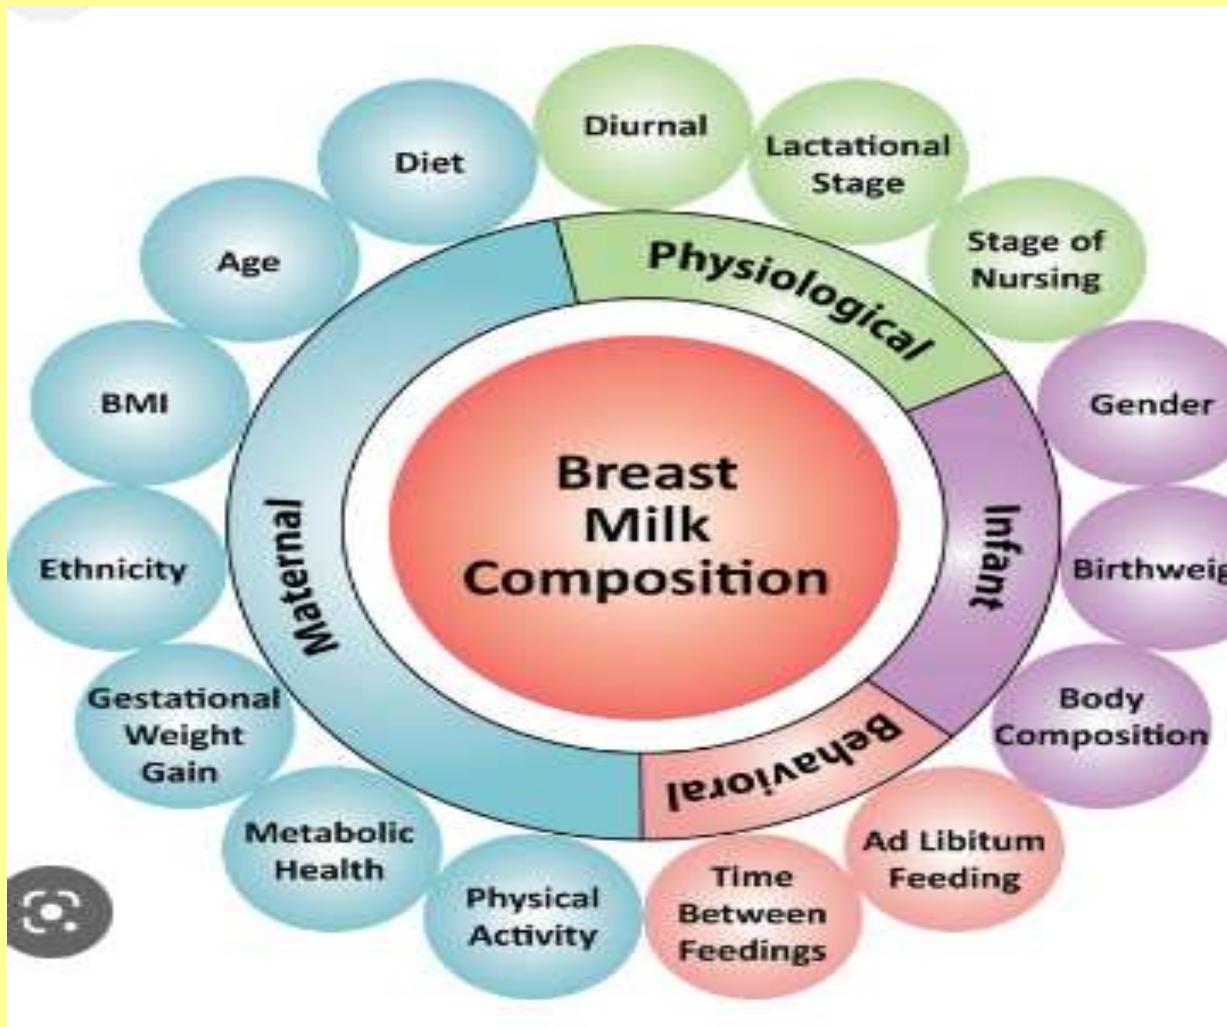 Diurnal
Lactational
Stage
Stage of
Nursing
Gender
Birthweig
Body
Composition
Ad Libitum
Feeding
Time
Between
Feedings
Physical
Activity
Metabolic
Health
Gestational
Weight
Gain
Ethnicity
BMI
Age
Diet
Physiological
Infant
Behavioral
Maternal
Breast
Milk
Composition